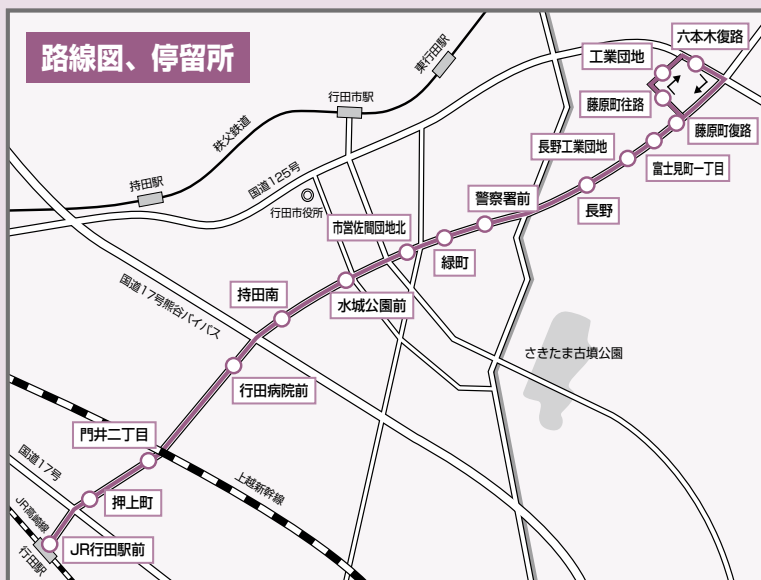 路線図、停留所
六本木復路
工業団地
東行田駅
行田市駅
藤原町往路
秩父鉄道
藤原町復路
長野工業団地
富士見町一丁目
国道125号
持田駅
行田市役所
警察署前
長野
市営佐間団地北
緑町
持田南
水城公園前
国道17号熊谷バイパス
さきたま古墳公園
行田病院前
門井二丁目
国道17号
上越新幹線
押上町
JR高崎線
JR行田駅前
行田駅